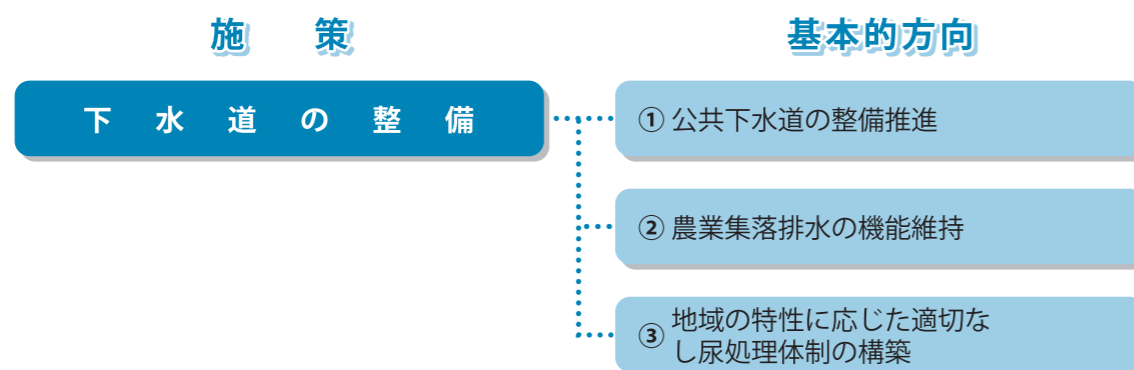 施策
基本的方向
下水道の整備
① 公共下水道の整備推進
② 農業集落排水の機能維持
③ 地域の特性に応じた適切な
し尿処理体制の構築